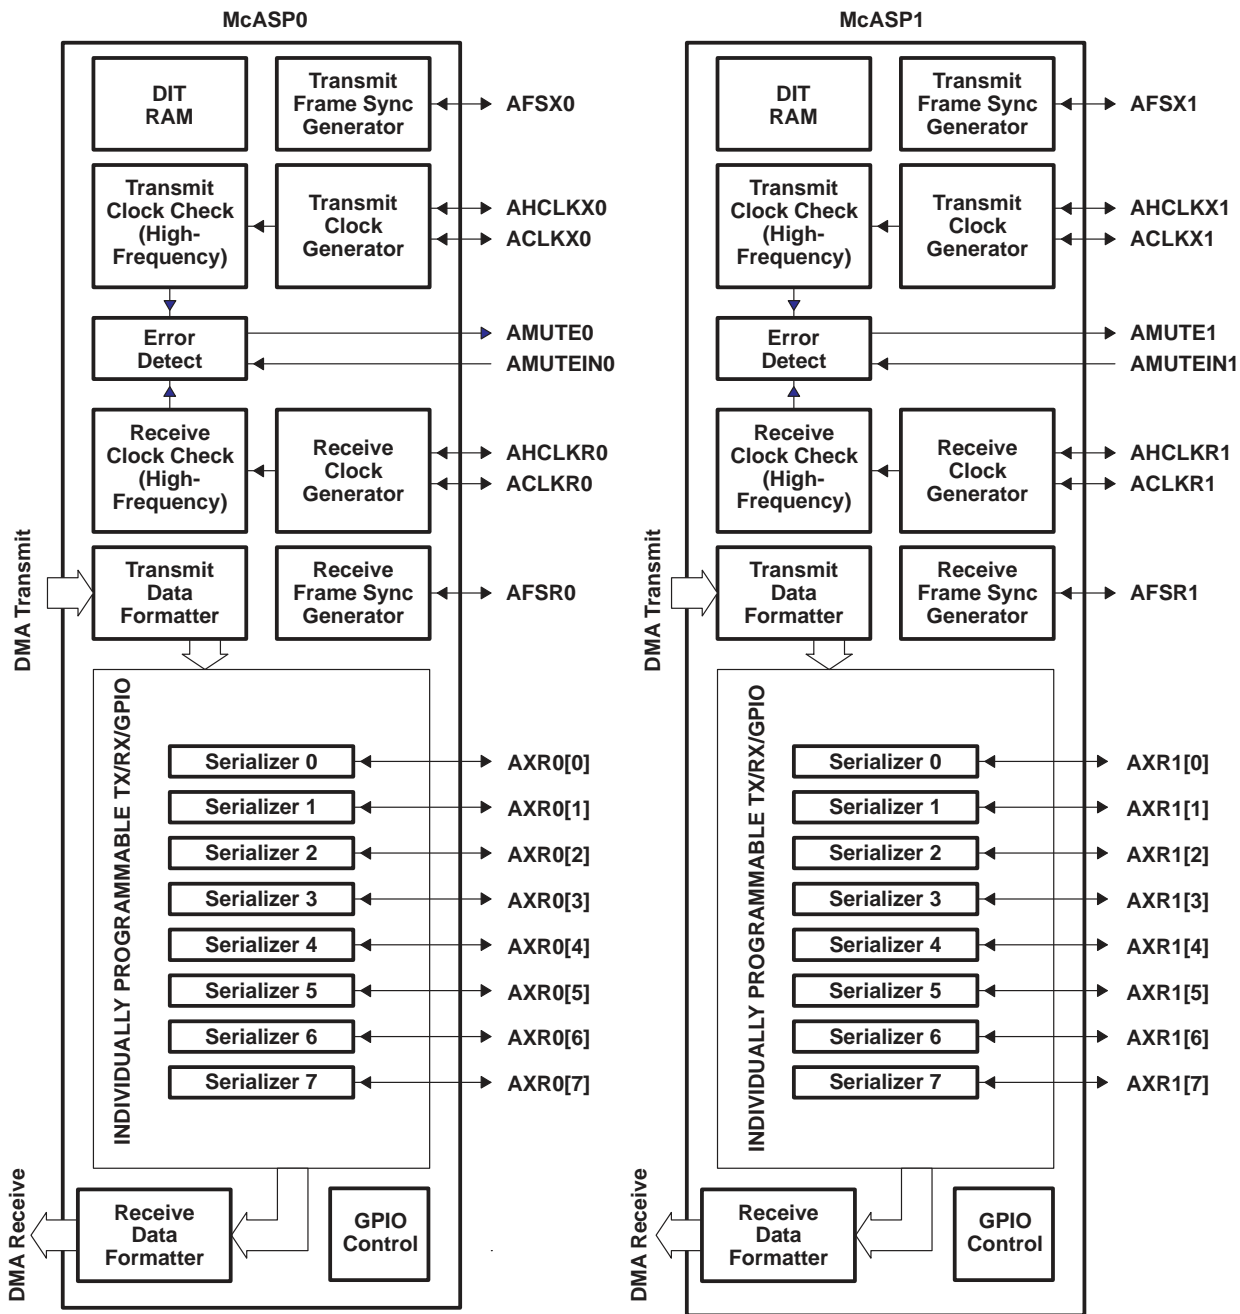 McASP0
DIT
RAM
Transmit
Frame Sync
Generator
AFSX0
Transmit
Clock Check
(High-
Frequency)
Transmit
Clock
Generator
AHCLKX0
ACLKX0
Error
Detect
AMUTE0
AMUTEIN0
Receive
Clock Check
(High-
Frequency)
Receive
Clock
Generator
AHCLKR0
ACLKR0
DMA Transmit
Transmit
Data
Formatter
Receive
Frame Sync
Generator
AFSR0
INDIVIDUALLY PROGRAMMABLE TX/RX/GPIO
Serializer 0
AXR0[0]
Serializer 1
AXR0[1]
Serializer 2
AXR0[2]
Serializer 3
AXR0[3]
Serializer 4
AXR0[4]
Serializer 5
AXR0[5]
Serializer 6
AXR0[6]
Serializer 7
AXR0[7]
DMA Receive
Receive
Data
Formatter
GPIO
Control
McASP1
DIT
RAM
Transmit
Frame Sync
Generator
AFSX1
Transmit
Clock Check
(High-
Frequency)
Transmit
Clock
Generator
AHCLKX1
ACLKX1
Error
Detect
AMUTE1
AMUTEIN1
Receive
Clock Check
(High-
Frequency)
Receive
Clock
Generator
AHCLKR1
ACLKR1
DMA Transmit
Transmit
Data
Formatter
Receive
Frame Sync
Generator
AFSR1
INDIVIDUALLY PROGRAMMABLE TX/RX/GPIO
Serializer 0
AXR1[0]
Serializer 1
AXR1[1]
Serializer 2
AXR1[2]
Serializer 3
AXR1[3]
Serializer 4
AXR1[4]
Serializer 5
AXR1[5]
Serializer 6
AXR1[6]
Serializer 7
AXR1[7]
DMA Receive
Receive
Data
Formatter
GPIO
Control